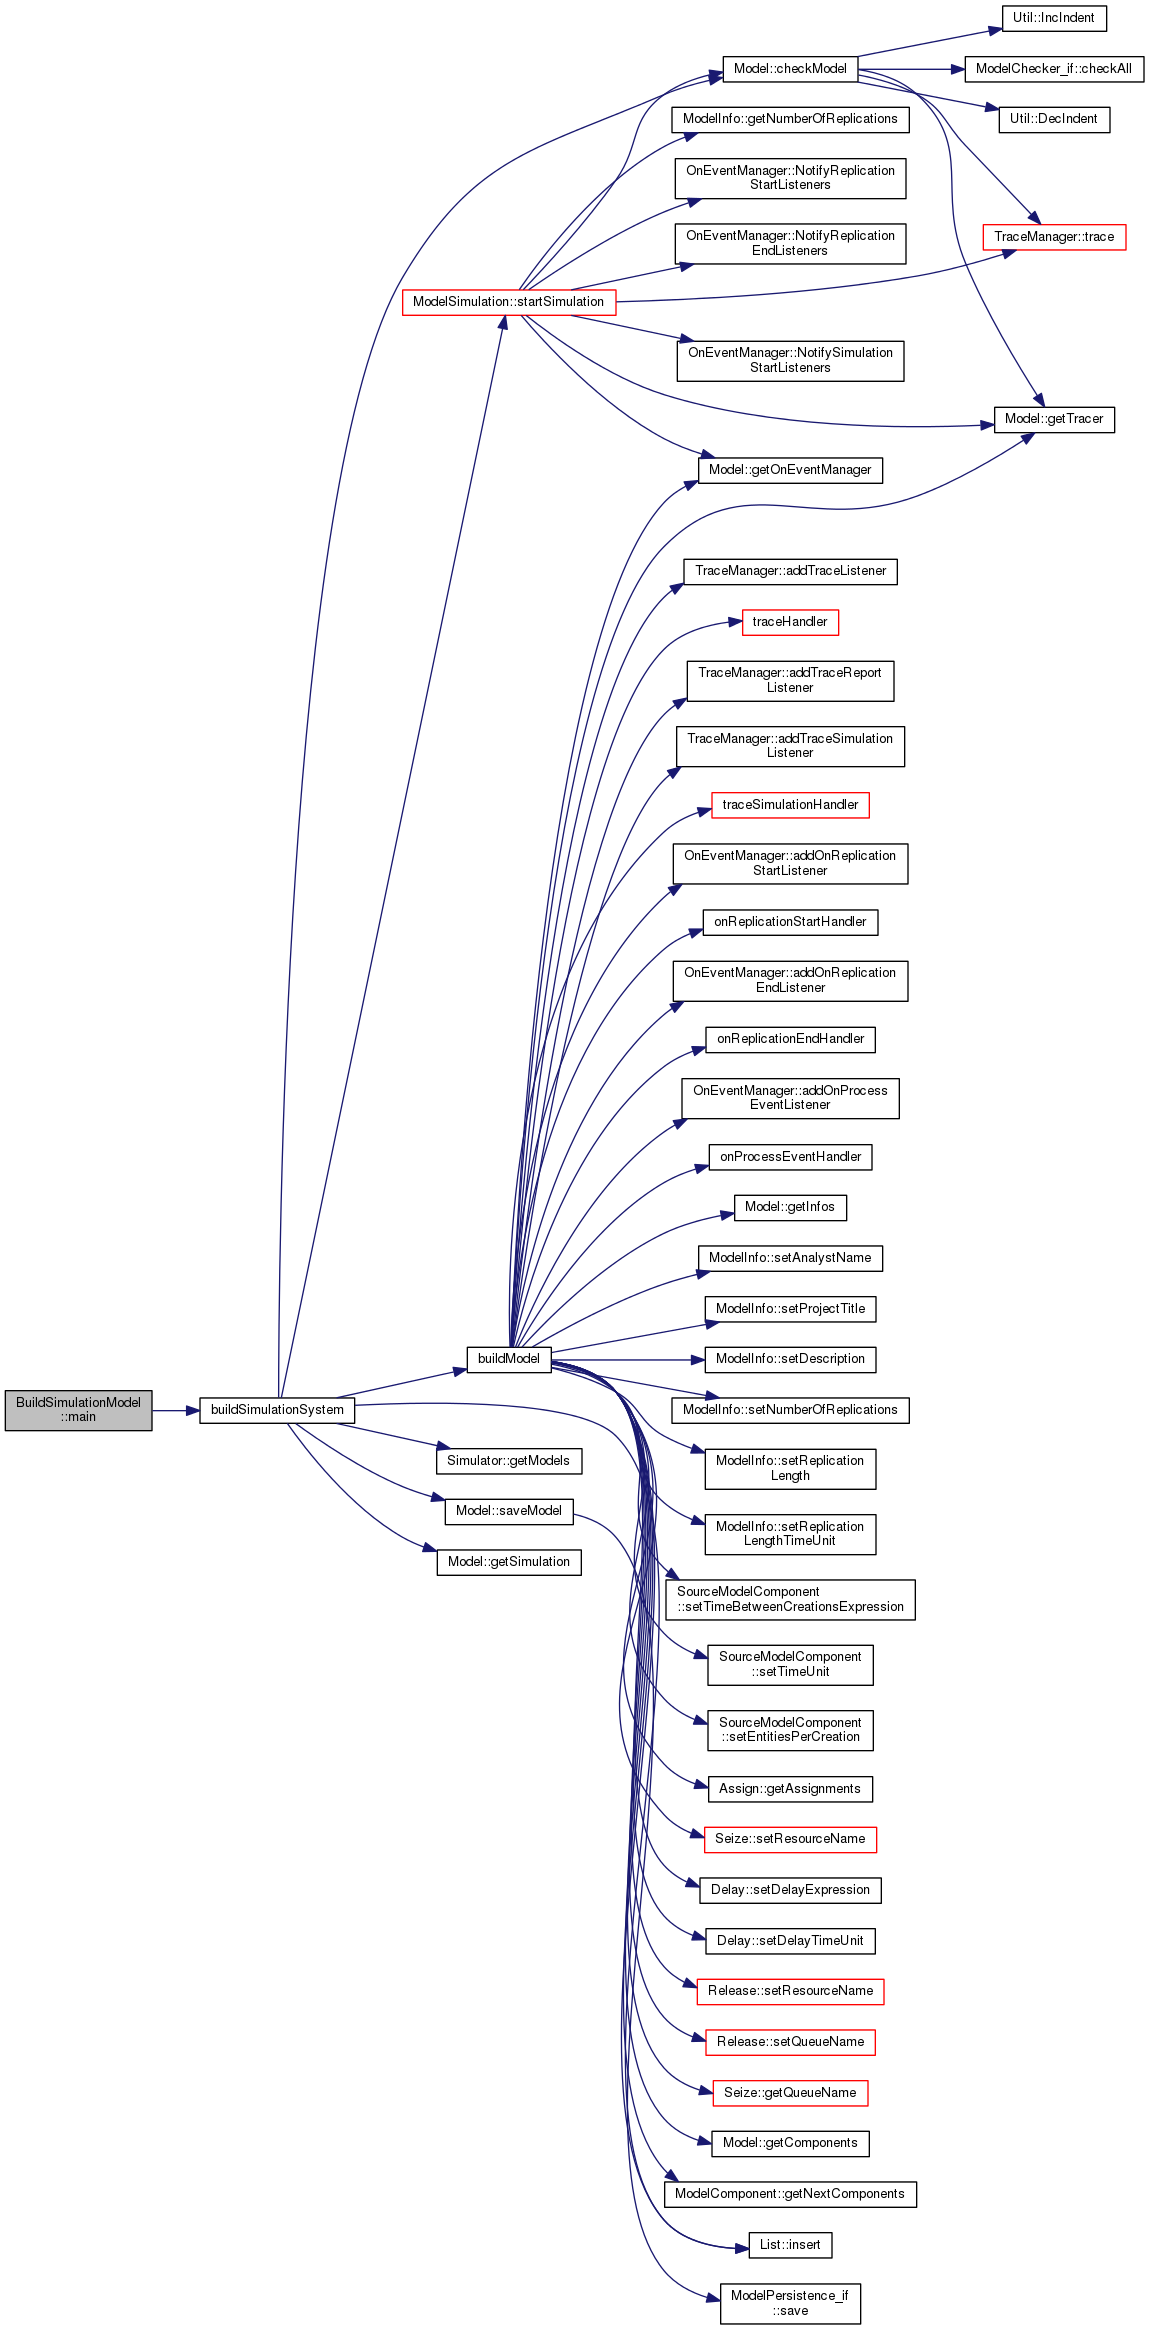 Util::IncIndent
Model::checkModel
ModelChecker_if::checkAll
ModelInfo::getNumberOfReplications
Util::DecIndent
OnEventManager::NotifyReplication
StartListeners
OnEventManager::NotifyReplication
EndListeners
TraceManager::trace
ModelSimulation::startSimulation
OnEventManager::NotifySimulation
StartListeners
Model::getTracer
Model::getOnEventManager
TraceManager::addTraceListener
traceHandler
TraceManager::addTraceReport
Listener
TraceManager::addTraceSimulation
Listener
traceSimulationHandler
OnEventManager::addOnReplication
StartListener
onReplicationStartHandler
OnEventManager::addOnReplication
EndListener
onReplicationEndHandler
OnEventManager::addOnProcess
EventListener
onProcessEventHandler
Model::getInfos
ModelInfo::setAnalystName
ModelInfo::setProjectTitle
buildModel
ModelInfo::setDescription
BuildSimulationModel
::main
buildSimulationSystem
ModelInfo::setNumberOfReplications
Simulator::getModels
ModelInfo::setReplication
Length
Model::saveModel
ModelInfo::setReplication
LengthTimeUnit
Model::getSimulation
SourceModelComponent
::setTimeBetweenCreationsExpression
SourceModelComponent
::setTimeUnit
SourceModelComponent
::setEntitiesPerCreation
Assign::getAssignments
Seize::setResourceName
Delay::setDelayExpression
Delay::setDelayTimeUnit
Release::setResourceName
Release::setQueueName
Seize::getQueueName
Model::getComponents
ModelComponent::getNextComponents
List::insert
ModelPersistence_if
::save